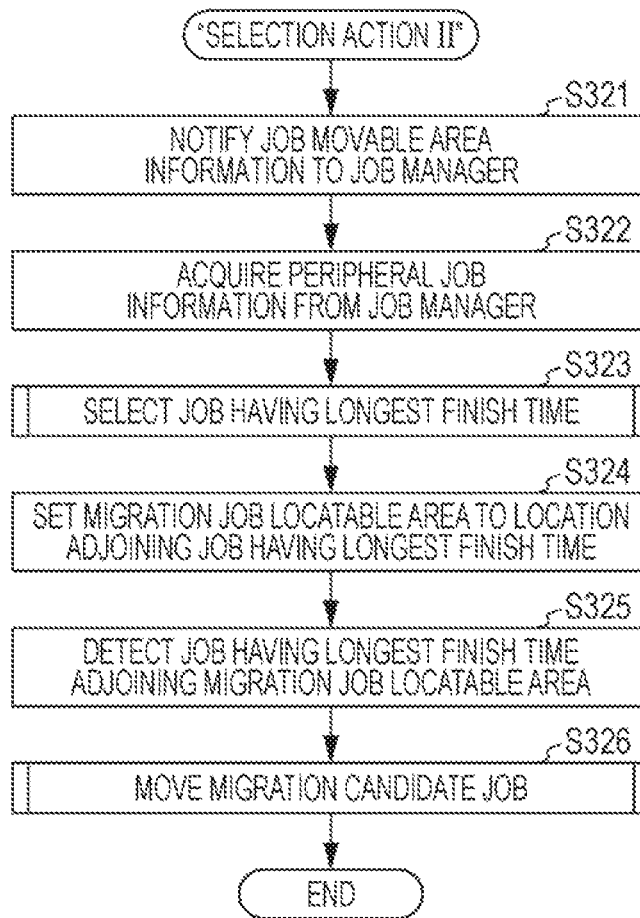 "SELECTION ACTION II"
S321
NOTIFY JOB MOVABLE AREA
INFORMATION TO JOB MANAGER
S322
ACQUIRE PERIPHERAL JOB
INFORMATION FROM JOB MANAGER
S323
SELECT JOB HAVING LONGEST FINISH TIME
S324
SET MIGRATION JOB LOCATABLE AREA TO LOCATION
ADJOINING JOB HAVING LONGEST FINISH TIME
S325
DETECT JOB HAVING LONGEST FINISH TIME
ADJOINING MIGRATION JOB LOCATABLE AREA
S326
MOVE MIGRATION CANDIDATE JOB
END